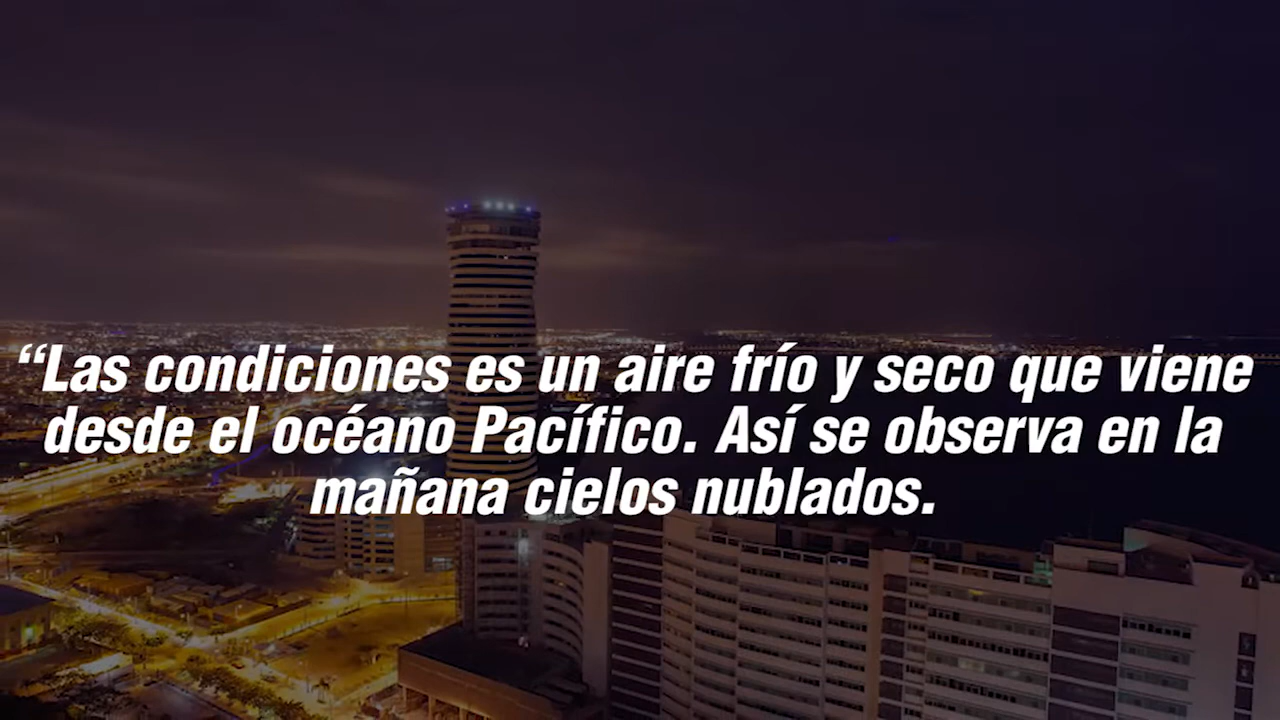 “Las condiciones es un aire frío y seco que viene
desde el océano Pacífico. Así se observa en la
mañana cielos nublados.